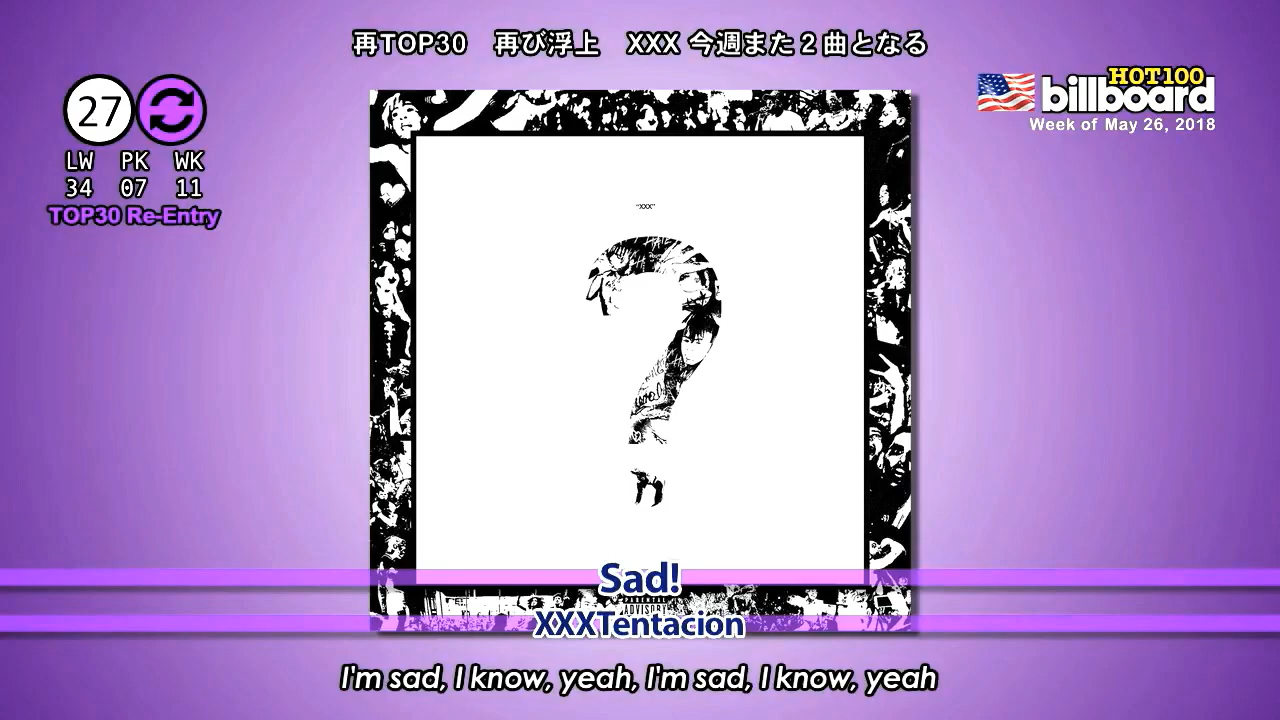 再TOP30　再び浮上　XXX 今週また２曲となる
27
LW PK WK
34 07 11
TOP30 Re-Entry
HOT100
billboard
Week of May 26, 2018
"XXX"
Sad!
PARENTAL
ADVISORY
XXXTentacion
I'm sad, I know, yeah, I'm sad, I know, yeah